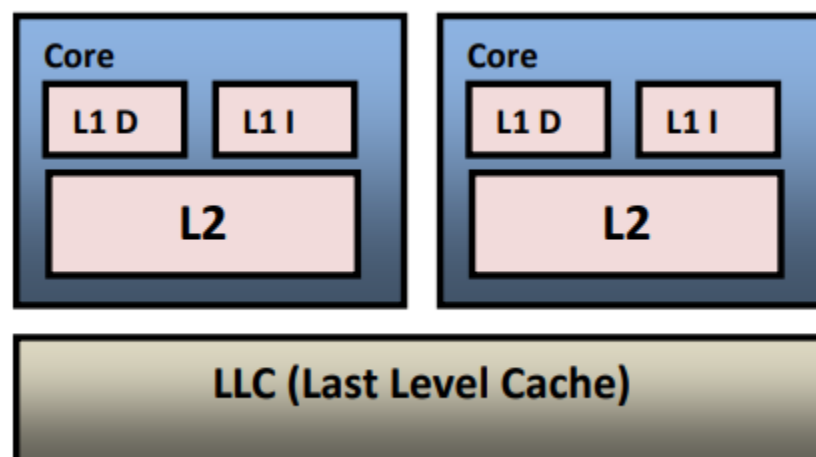 Core
L1 D L1 I
L2
Core
L1 D L1 I
L2
LLC (Last Level Cache)